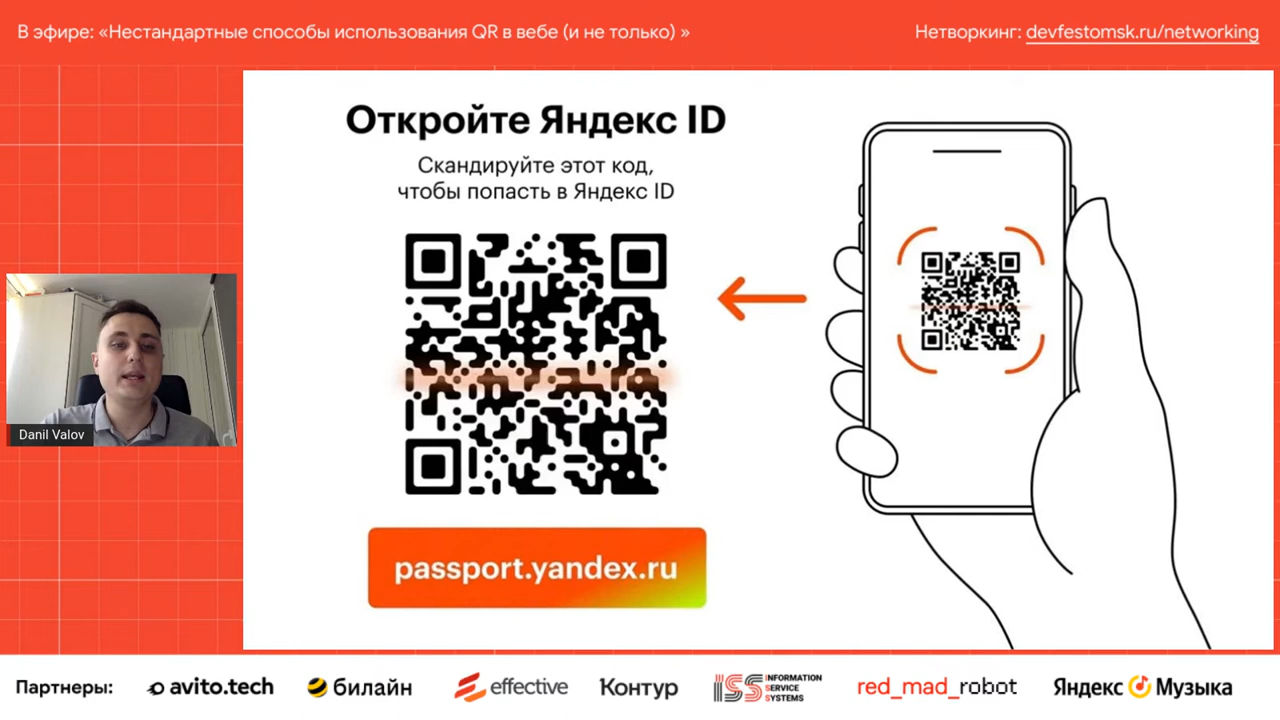 В эфире: «Нестандартные способы использования QR в вебе (и не только) »
Нетворкинг: devfestomsk.ru/networking
Откройте Яндекс ID
Скандируйте этот код,
чтобы попасть в Яндекс ID
passport.yandex.ru
Danil Valov
Партнеры:
avito.tech
билайн
effective
Контур
ISS INFORMATION
SERVICE
SYSTEMS
red_mad_robot
Яндекс Музыка